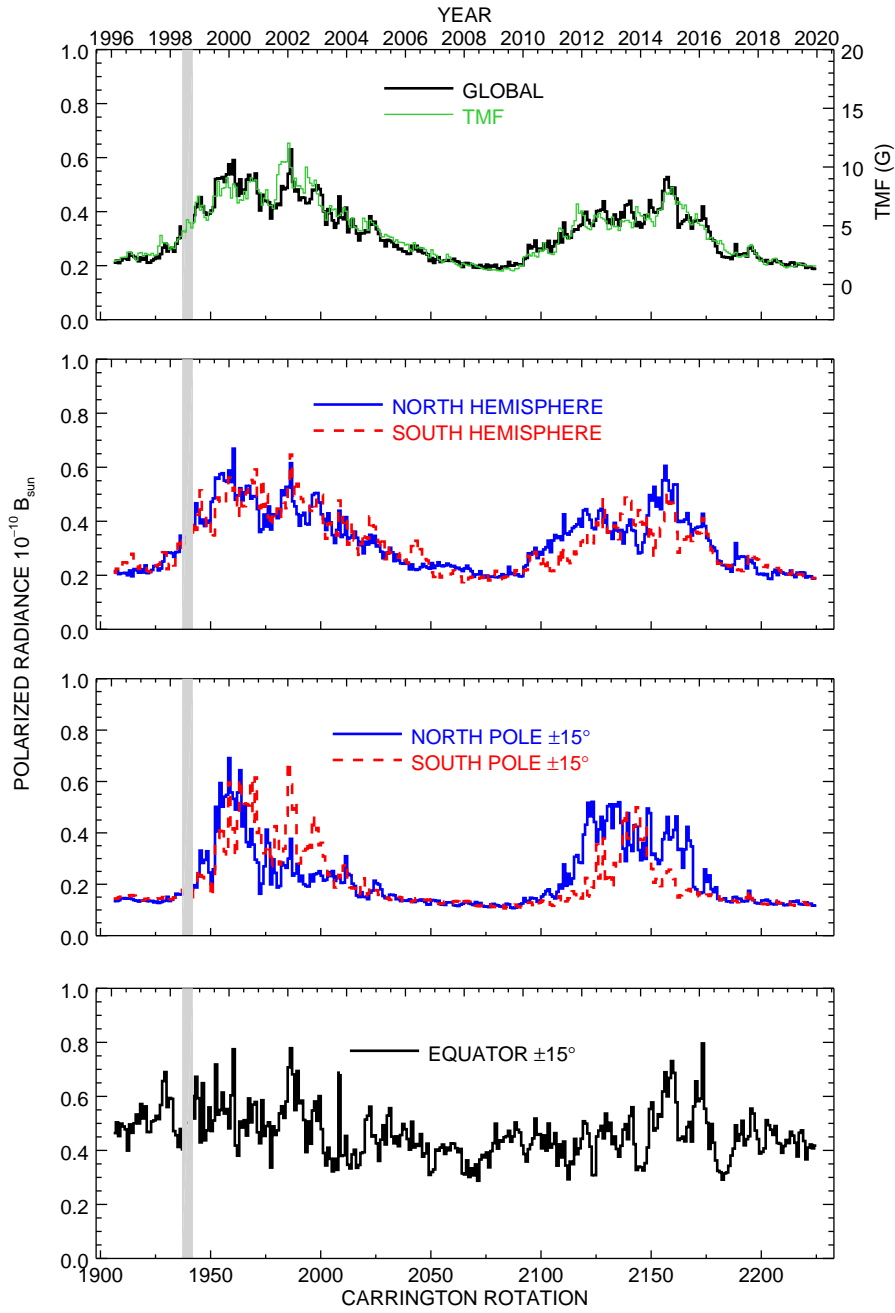 YEAR
1996 1998 2000 2002 2004 2006 2008 2010 2012 2014 2016 2018 2020
1.0 0.8 0.6 0.4 0.2 0.0
GLOBAL
TMF
20 15 10 5 0
TMF (G)
POLARIZED RADIANCE 10⁻¹⁰ Bsun
1.0 0.8 0.6 0.4 0.2 0.0
NORTH HEMISPHERE
SOUTH HEMISPHERE
1.0 0.8 0.6 0.4 0.2 0.0
NORTH POLE ±15°
SOUTH POLE ±15°
1.0 0.8 0.6 0.4 0.2 0.0
EQUATOR ±15°
1900 1950 2000 2050 2100 2150 2200
CARRINGTON ROTATION